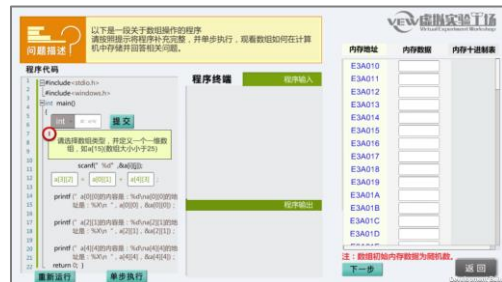 以下是一段关于数组操作的程序
请按照提示将程序补充完整，并单步执行，观看数组如何在计算
机中存储并回答相关问题。
问题描述
VIEW虚拟实验工场
程序代码
程序终端
程序输入
程序输出
内存地址 内存数据 内存十进制表
1 #include<stdio.h>
2 #include<windows.h>
3 int main()
{
int
提交
请选择数组类型，并定义一个一维数
组，如a[15](数组大小小于25)
scanf(" %d" ,&a[0][0]);
a[3][2] = a[0][1] + a[4][3] ;
printf (" a[0][0]的内容是：%d\na[0][0]的地
址是：%X\n " , a[0][0] , &a[0][0]) ;
printf (" a[2][1]的内容是：%d\na[2][1]的地
址是：%X\n " , a[2][1] , &a[2][1]) ;
printf (" a[4][4]的内容是：%d\na[4][4]的地
址是：%X\n " , a[4][4] , &a[4][4]) ;
return 0; }
重新运行
单步执行
E3A010
E3A011
E3A012
E3A013
E3A014
E3A015
E3A016
E3A017
E3A018
E3A019
E3A01A
E3A01B
E3A01C
E3A01D
注：数组初始内存数据为随机数。
下一步
返回